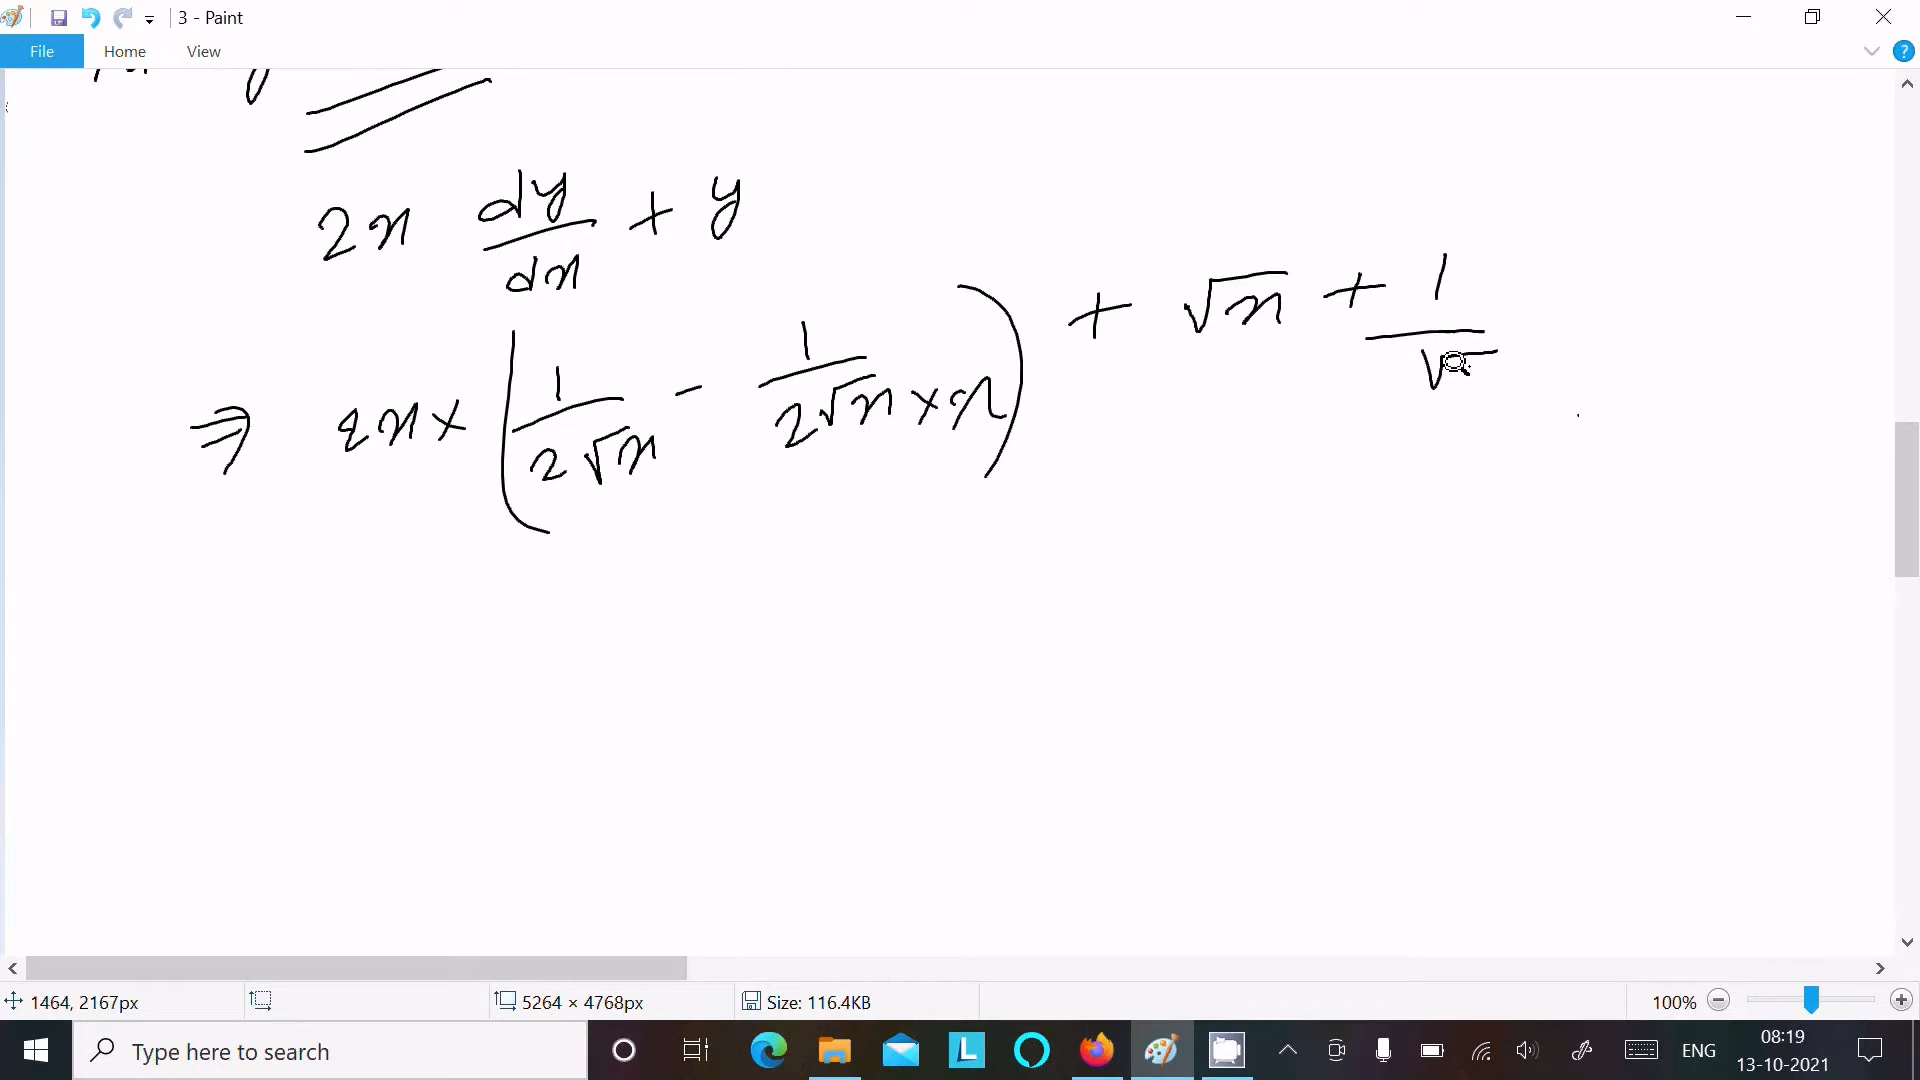 3 - Paint
File Home View
2x dy/dx + y
⇒ 2x × (1/2√x - 1/2√x × x) + √x + 1/√
1464, 2167px 5264 × 4768px Size: 116.4KB 100%
Type here to search L ENG 08:19
13-10-2021